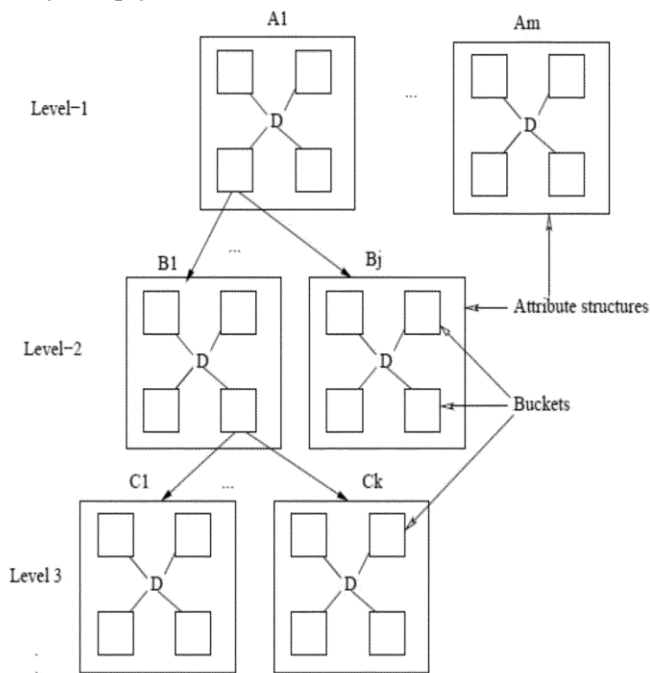 A1
Am
Level-1
...
D
D
...
B1
Bj
Attribute structures
Level-2
D
D
Buckets
C1
...
Ck
Level 3
D
D